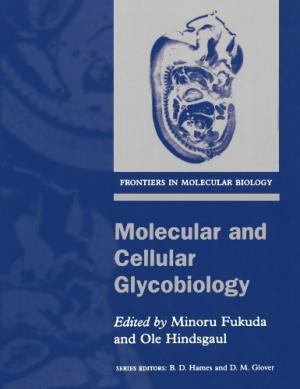 FRONTIERS IN MOLECULAR BIOLOGY
Molecular and
Cellular
Glycobiology
Edited by Minoru Fukuda
and Ole Hindsgaul
SERIES EDITORS: B. D. Hames and D. M. Glover